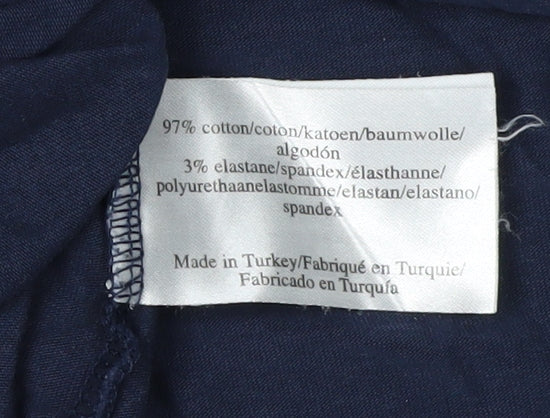 97% cotton/coton/katoen/baumwolle/
algodón
3% elastane/spandex/élasthanne/
polyurethaanelastomme/elastan/elastano/
spandex
Made in Turkey/Fabriqué en Turquie/
Fabricado en Turquía